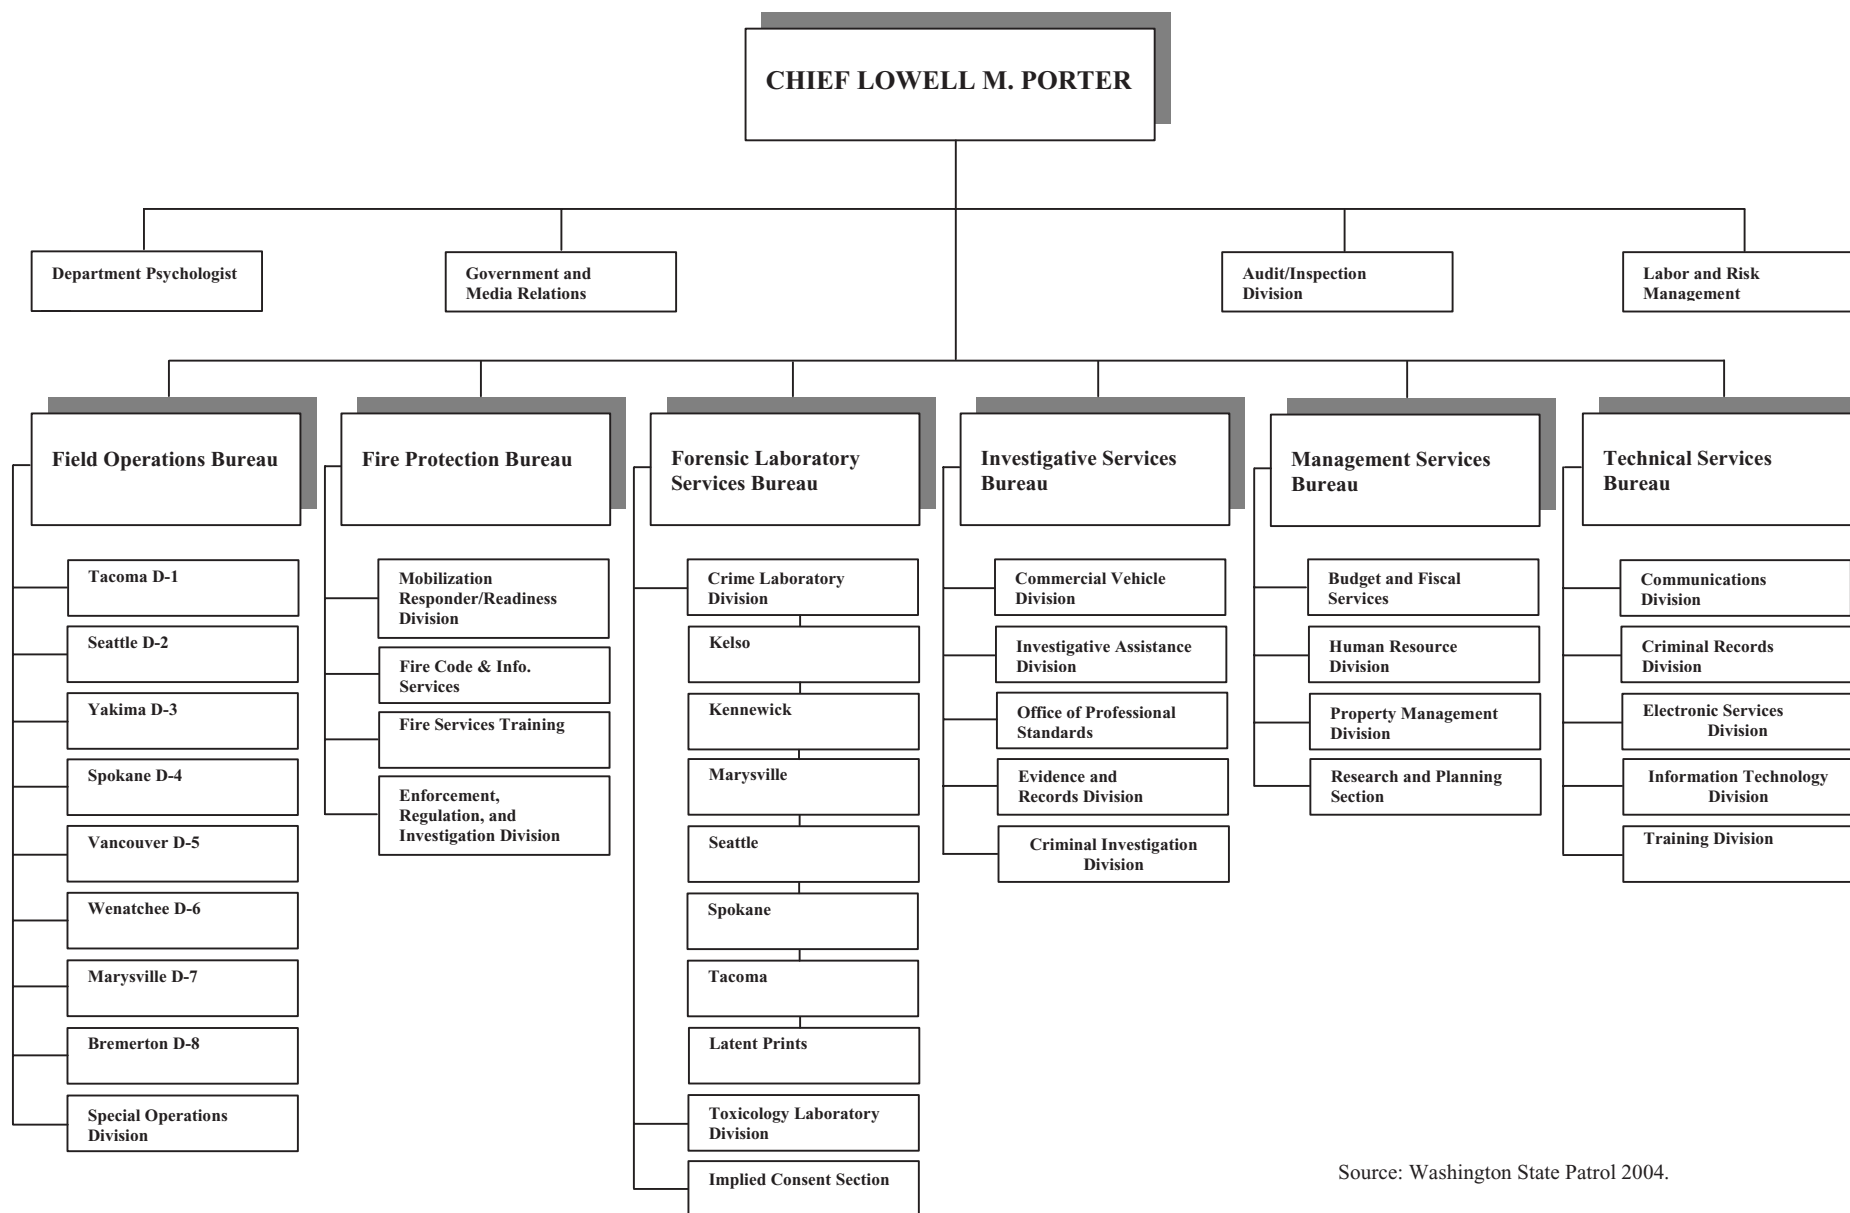 CHIEF LOWELL M. PORTER
Department Psychologist
Government and
Media Relations
Audit/Inspection
Division
Labor and Risk
Management
Field Operations Bureau
Tacoma D-1
Seattle D-2
Yakima D-3
Spokane D-4
Vancouver D-5
Wenatchee D-6
Marysville D-7
Bremerton D-8
Special Operations
Division
Fire Protection Bureau
Mobilization
Responder/Readiness
Division
Fire Code & Info.
Services
Fire Services Training
Enforcement,
Regulation, and
Investigation Division
Forensic Laboratory
Services Bureau
Crime Laboratory
Division
Kelso
Kennewick
Marysville
Seattle
Spokane
Tacoma
Latent Prints
Toxicology Laboratory
Division
Implied Consent Section
Investigative Services
Bureau
Commercial Vehicle
Division
Investigative Assistance
Division
Office of Professional
Standards
Evidence and
Records Division
Criminal Investigation
Division
Management Services
Bureau
Budget and Fiscal
Services
Human Resource
Division
Property Management
Division
Research and Planning
Section
Technical Services
Bureau
Communications
Division
Criminal Records
Division
Electronic Services
Division
Information Technology
Division
Training Division
Source: Washington State Patrol 2004.